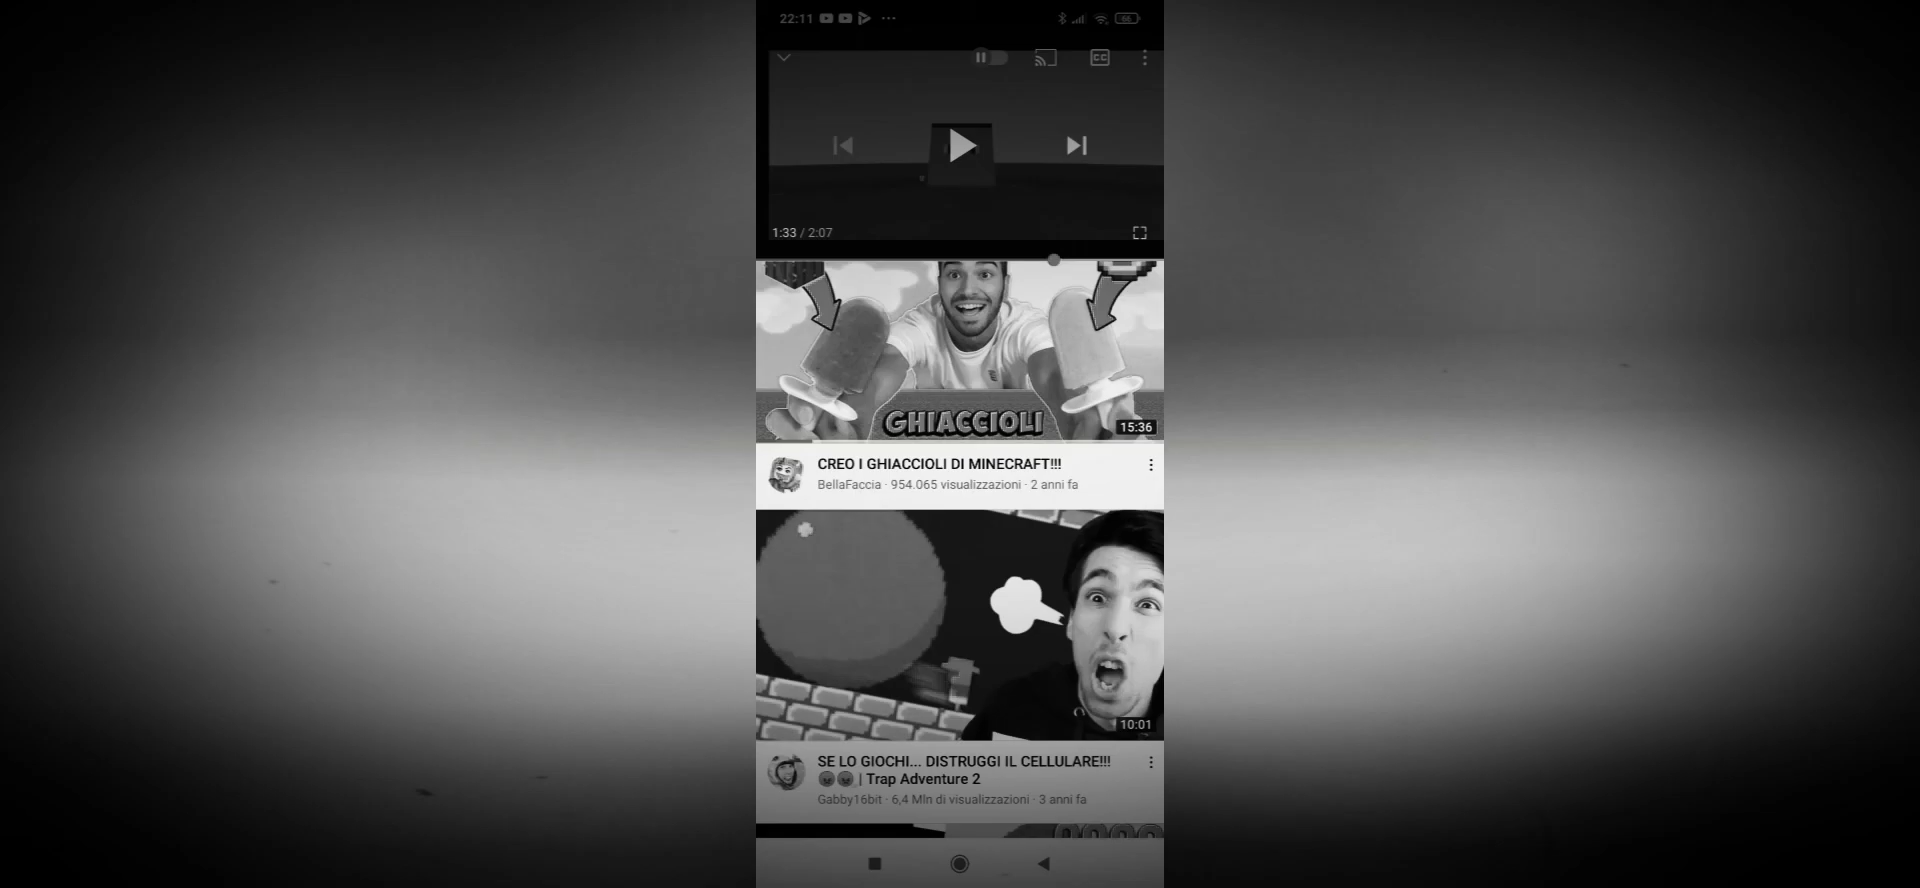 22:11
66
CC
1:33 / 2:07
GHIACCIOLI
15:36
CREO I GHIACCIOLI DI MINECRAFT!!!
BellaFaccia · 954.065 visualizzazioni · 2 anni fa
10:01
SE LO GIOCHI... DISTRUGGI IL CELLULARE!!!
😡😡 | Trap Adventure 2
Gabby16bit · 6,4 Mln di visualizzazioni · 3 anni fa